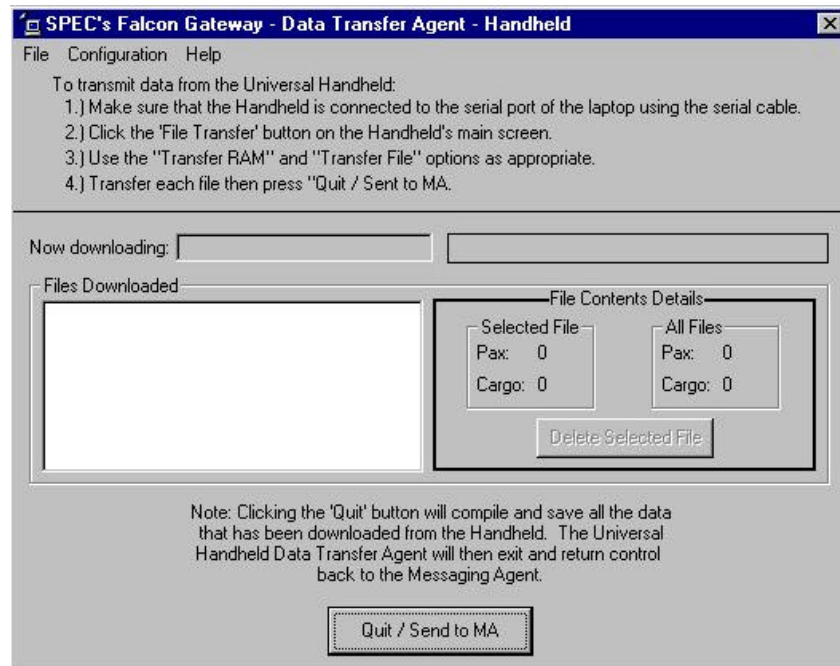 SPEC's Falcon Gateway - Data Transfer Agent - Handheld
File Configuration Help
To transmit data from the Universal Handheld:
1.) Make sure that the Handheld is connected to the serial port of the laptop using the serial cable.
2.) Click the 'File Transfer' button on the Handheld's main screen.
3.) Use the "Transfer RAM" and "Transfer File" options as appropriate.
4.) Transfer each file then press "Quit / Sent to MA.
Now downloading:
Files Downloaded
File Contents Details
Selected File All Files
Pax: 0 Pax: 0
Cargo: 0 Cargo: 0
Delete Selected File
Note: Clicking the 'Quit' button will compile and save all the data
that has been downloaded from the Handheld. The Universal
Handheld Data Transfer Agent will then exit and return control
back to the Messaging Agent.
Quit / Send to MA